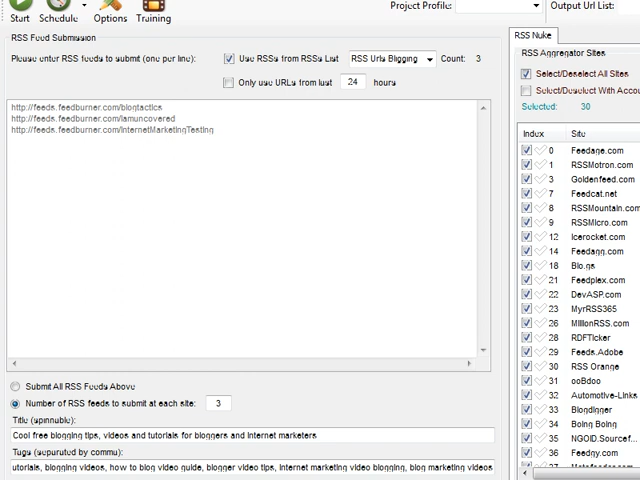 Start Schedule Options Training
Project Profile:
Output Url List:
RSS Feed Submission
Please enter RSS feeds to submit (one per line):
Use RSSs from RSSs List
RSS Urls Blogging
Count: 3
Only use URLs from last 24 hours
http://feeds.feedburner.com/blogtactics
http://feeds.feedburner.com/Iamuncovered
http://feeds.feedburner.com/InternetMarketingTesting
Submit All RSS Feeds Above
Number of RSS feeds to submit at each site: 3
Title (spinnable):
Cool free blogging tips, videos and tutorials for bloggers and internet marketers
Tags (separated by comma):
utorials, blogging videos, how to blog video guide, blogger video tips, internet marketing video blogging, blog marketing videos
RSS Nuke
RSS Aggregator Sites
Select/Deselect All Sites
Select/Deselect With Accou
Selected: 30
Index Site
0 Feedage.com
1 RSSMotron.com
3 Goldenfeed.com
7 Feedcat.net
8 RSSMountain.com
9 RSSMicro.com
12 Icerocket.com
14 Feedagg.com
18 Blo.gs
21 Feedplex.com
22 DevASP.com
23 MyRSS365
26 MillionRSS.com
28 RDFTicker
29 Feeds.Adobe
30 RSS Orange
31 ooBdoo
32 Automotive-Links
33 Blogdigger
34 Boing Boing
35 NGOID.Sourcef...
36 Feedgy.com